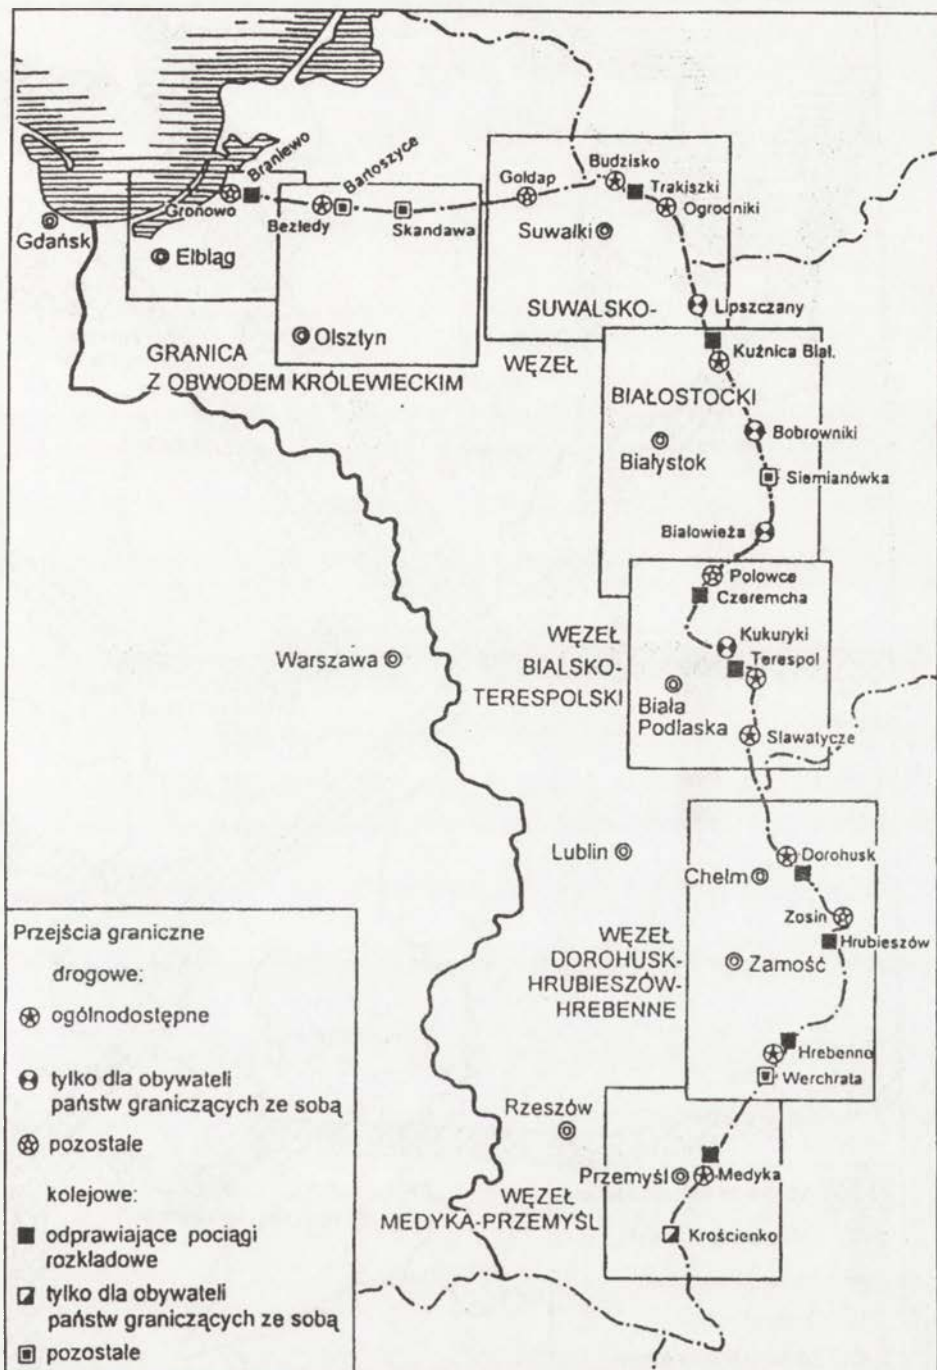 Braniewo
Gronowo
Bartoszyce
Bezledy
Skandawa
Gołdap
Budzisko
Trakiszki
Ogrodniki
Gdańsk
Elbląg
Suwałki
Olsztyn
Lipszczany
SUWALSKO-
GRANICA
Z OBWODEM KRÓLEWIECKIM
WĘZEŁ
Kuźnica Biał.
BIAŁOSTOCKI
Bobrowniki
Białystok
Siemianówka
Białowieża
Polowce
Czeremcha
WĘZEŁ
BIALSKO-
TERESPOLSKI
Kukuryki
Terespol
Warszawa
Biała
Podlaska
Sławatycze
Lublin
Dorohusk
Chełm
Zosin
Hrubieszów
WĘZEŁ
DOROHUSK-
HRUBIESZÓW-
HREBENNE
Zamość
Hrebenno
Werchrata
Rzeszów
Przemyśl
Medyka
WĘZEŁ
MEDYKA-PRZEMYŚL
Krościenko
Przejścia graniczne
drogowe:
ogólnodostępne
tylko dla obywateli
państw graniczących ze sobą
pozostałe
kolejowe:
odprawiające pociągi
rozkładowe
tylko dla obywateli
państw graniczących ze sobą
pozostałe